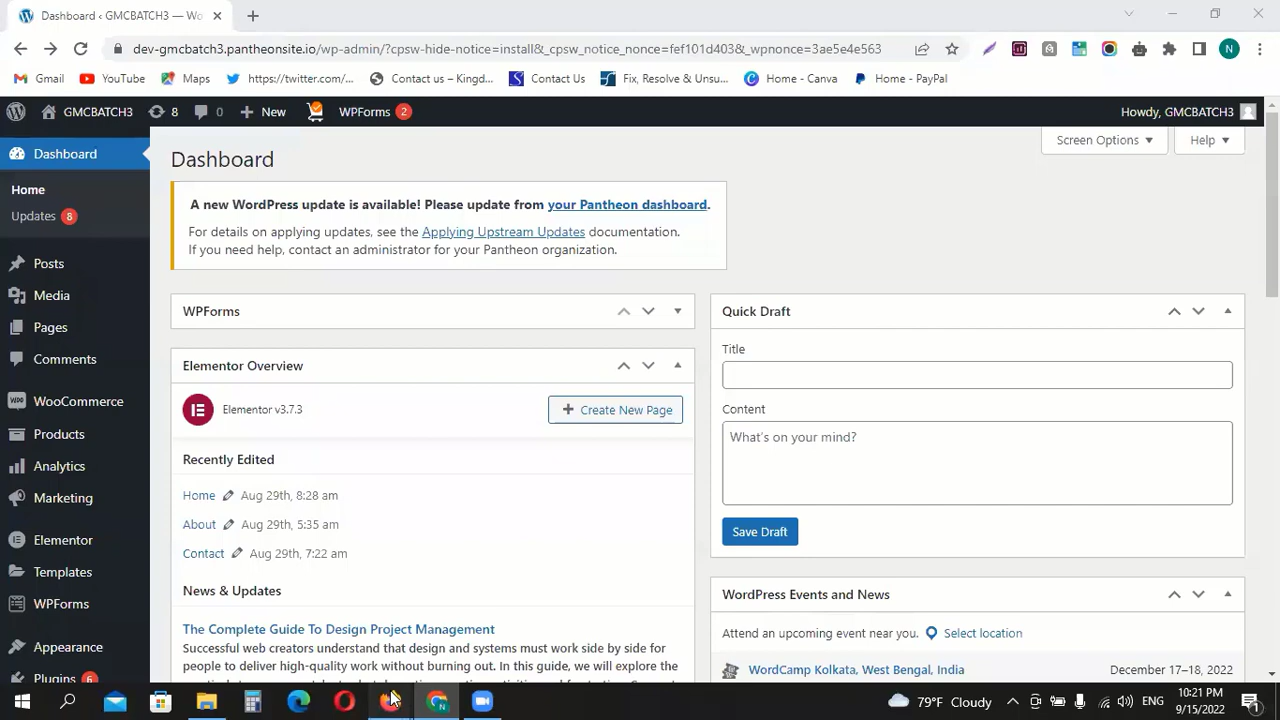 Dashboard ‹ GMCBATCH3 — Wo
dev-gmcbatch3.pantheonsite.io/wp-admin/?cpsw-hide-notice=install&_cpsw_notice_nonce=fef101d403&_wpnonce=3ae5e4e563
N
Gmail YouTube Maps https://twitter.com/... Contact us – Kingd... Contact Us Fix, Resolve & Unsu... Home - Canva Home - PayPal
GMCBATCH3 8 0 New WPForms 2 Howdy, GMCBATCH3
Screen Options Help
Dashboard
Home
Updates 8
Posts
Media
Pages
Comments
WooCommerce
Products
Analytics
Marketing
Elementor
Templates
WPForms
Appearance
Plugins 6
Dashboard
A new WordPress update is available! Please update from your Pantheon dashboard.
For details on applying updates, see the Applying Upstream Updates documentation.
If you need help, contact an administrator for your Pantheon organization.
WPForms
Elementor Overview
Elementor v3.7.3
Create New Page
Recently Edited
Home Aug 29th, 8:28 am
About Aug 29th, 5:35 am
Contact Aug 29th, 7:22 am
News & Updates
The Complete Guide To Design Project Management
Successful web creators understand that design and systems must work side by side for
people to deliver high-quality work without burning out. In this guide, we will explore the
Quick Draft
Title
Content
What's on your mind?
Save Draft
WordPress Events and News
Attend an upcoming event near you. Select location
WordCamp Kolkata, West Bengal, India December 17–18, 2022
79°F Cloudy
ENG
10:21 PM
9/15/2022
1